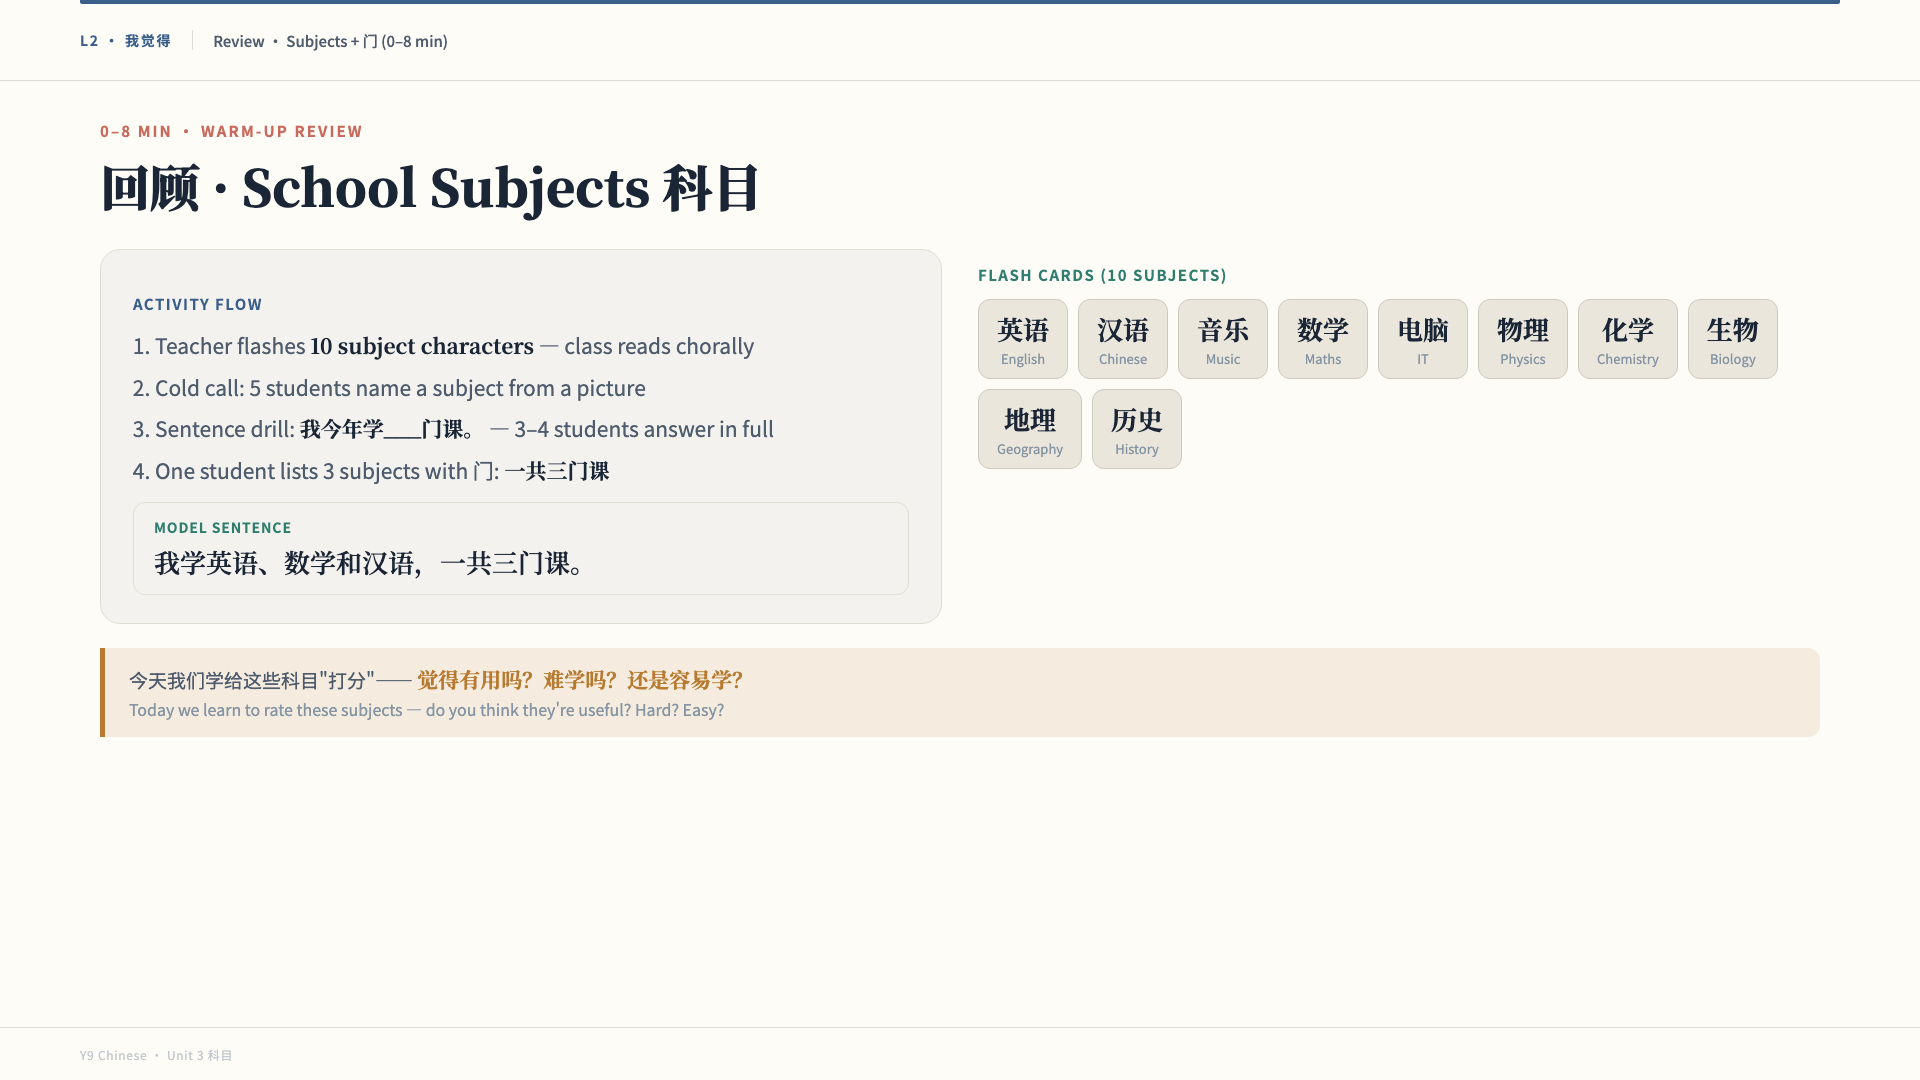 L2 • 我觉得
Review • Subjects + 门 (0–8 min)
0–8 MIN • WARM-UP REVIEW
回顾 · School Subjects 科目
ACTIVITY FLOW
1. Teacher flashes 10 subject characters — class reads chorally
2. Cold call: 5 students name a subject from a picture
3. Sentence drill: 我今年学____门课。 — 3–4 students answer in full
4. One student lists 3 subjects with 门: 一共三门课
MODEL SENTENCE
我学英语、数学和汉语，一共三门课。
FLASH CARDS (10 SUBJECTS)
英语 汉语 音乐 数学 电脑 物理 化学 生物
English Chinese Music Maths IT Physics Chemistry Biology
地理 历史
Geography History
今天我们学给这些科目"打分"—— 觉得有用吗？难学吗？还是容易学？
Today we learn to rate these subjects — do you think they're useful? Hard? Easy?
Y9 Chinese • Unit 3 科目